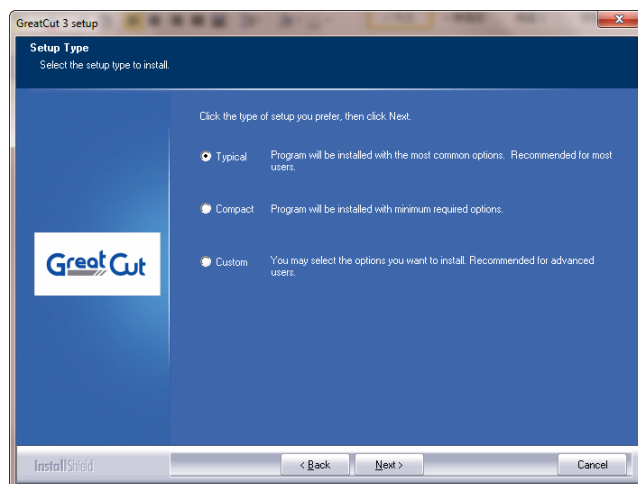 GreatCut 3 setup
Setup Type
Select the setup type to install.
Click the type of setup you prefer, then click Next.
Typical Program will be installed with the most common options. Recommended for most
users.
Compact Program will be installed with minimum required options.
Great Cut
Custom You may select the options you want to install. Recommended for advanced
users.
InstallShield
< Back Next > Cancel